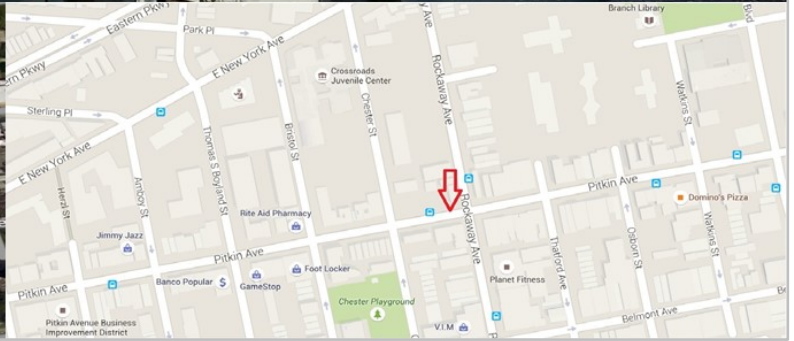 Eastern Pkwy
Park Pl
Branch Library
Blvd
E New York Ave
Rockaway Ave
Crossroads
Juvenile Center
Chester St
Watkins St
Sterling Pl
Thomas S Boyland St
Bristol St
E New York Ave
Herzl St
Amboy St
Pitkin Ave
Domino's Pizza
Rite Aid Pharmacy
Rockaway Ave
Jimmy Jazz
Thatford Ave
Osborn St
Watkins St
Pitkin Ave
Foot Locker
Planet Fitness
Banco Popular
GameStop
Pitkin Ave
Chester Playground
Belmont Ave
Pitkin Avenue Business
Improvement District
V.I.M